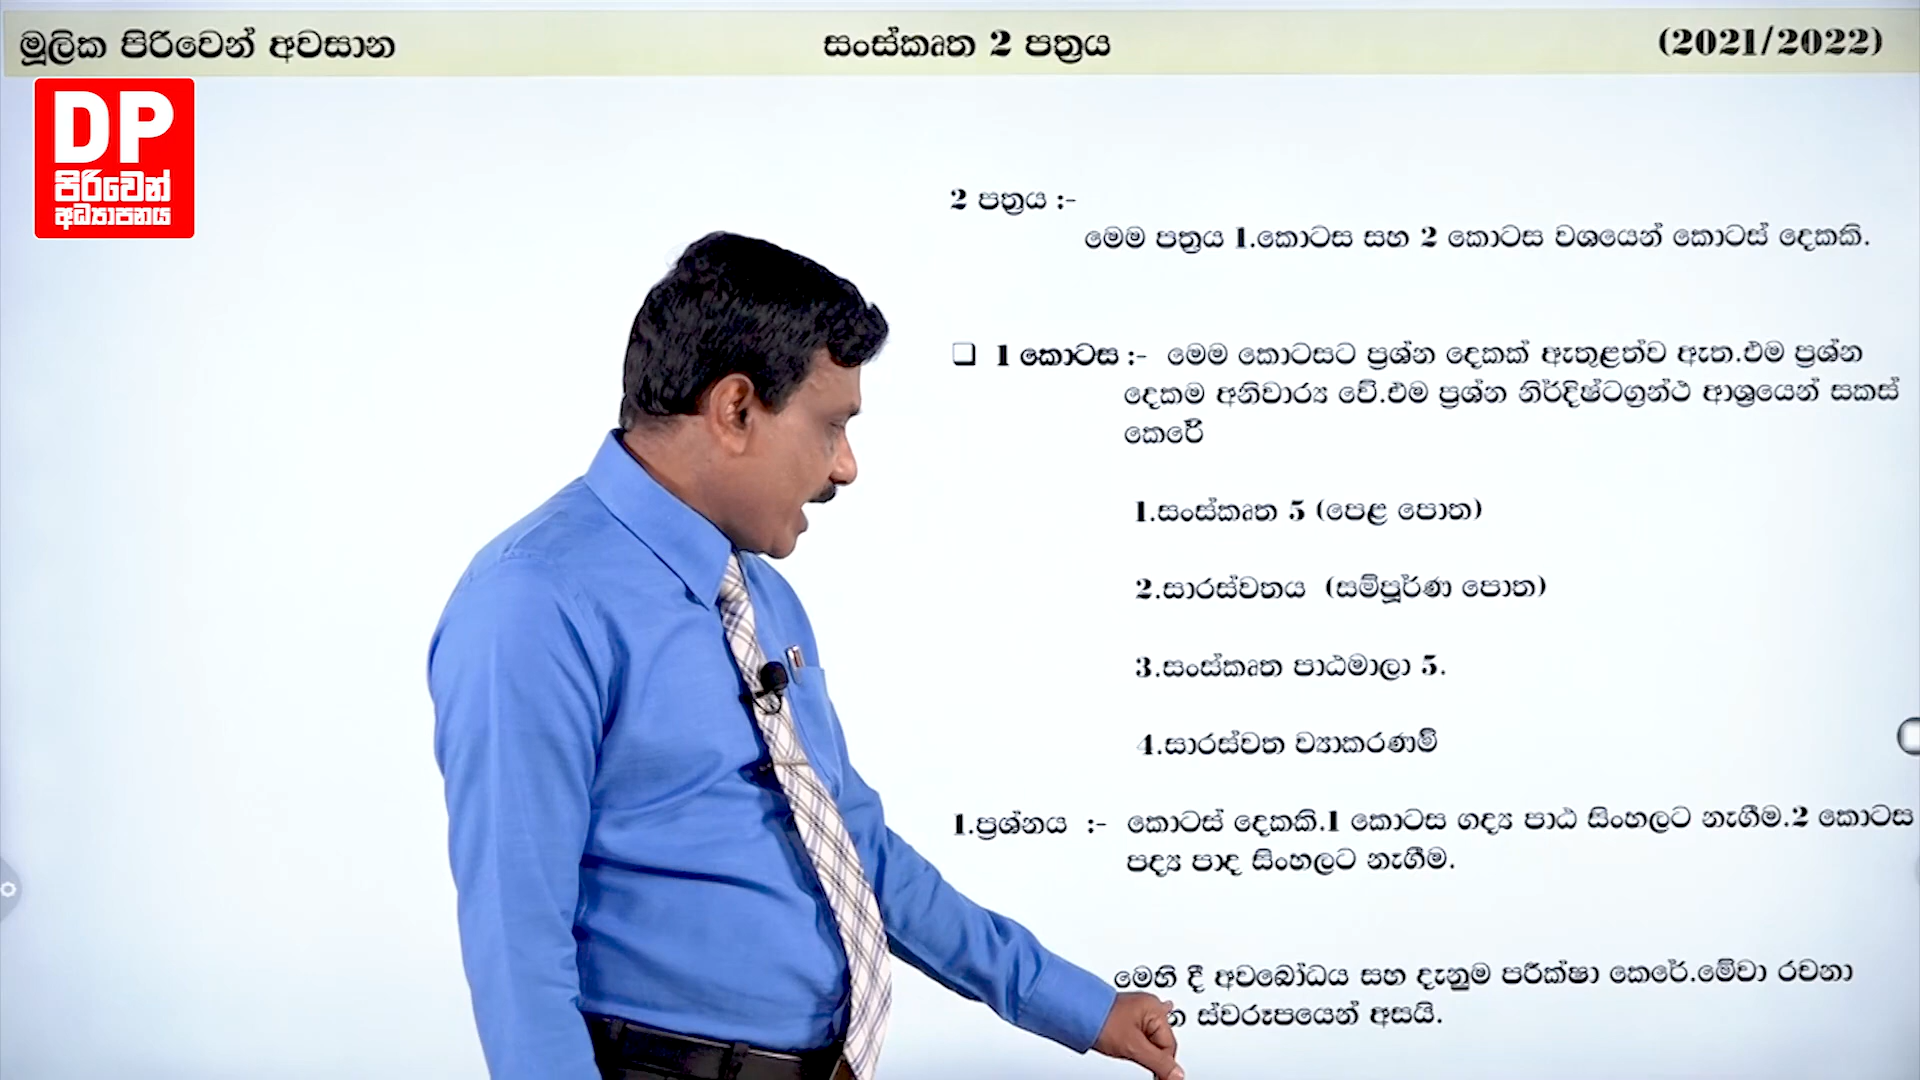 මූලික පිරිවෙන් අවසාන
සංස්කෘත 2 පත්‍රය
(2021/2022)
DP
පිරිවෙන්
අධ්‍යාපනය
2 පත්‍රය :-
මෙම පත්‍රය 1.කොටස සහ 2 කොටස වශයෙන් කොටස් දෙකකි.
❑ 1 කොටස :- මෙම කොටසට ප්‍රශ්න දෙකක් ඇතුළත්ව ඇත.එම ප්‍රශ්න
දෙකම අනිවාර්‍ය වේ.එම ප්‍රශ්න නිර්දිෂ්ටග්‍රන්ථ ආශ්‍රයෙන් සකස්
කෙරේ
1.සංස්කෘත 5 (පෙළ පොත)
2.සාරස්වතය (සම්පූර්ණ පොත)
3.සංස්කෘත පාඨමාලා 5.
4.සාරස්වත ව්‍යාකරණම්
1.ප්‍රශ්නය :- කොටස් දෙකකි.1 කොටස ගද්‍ය පාඨ සිංහලට නැගීම.2 කොටස
පද්‍ය පාද සිංහලට නැගීම.
මෙහි දී අවබෝධය සහ දැනුම පරීක්ෂා කෙරේ.මේවා රචනා
ස්වරූපයෙන් අසයි.